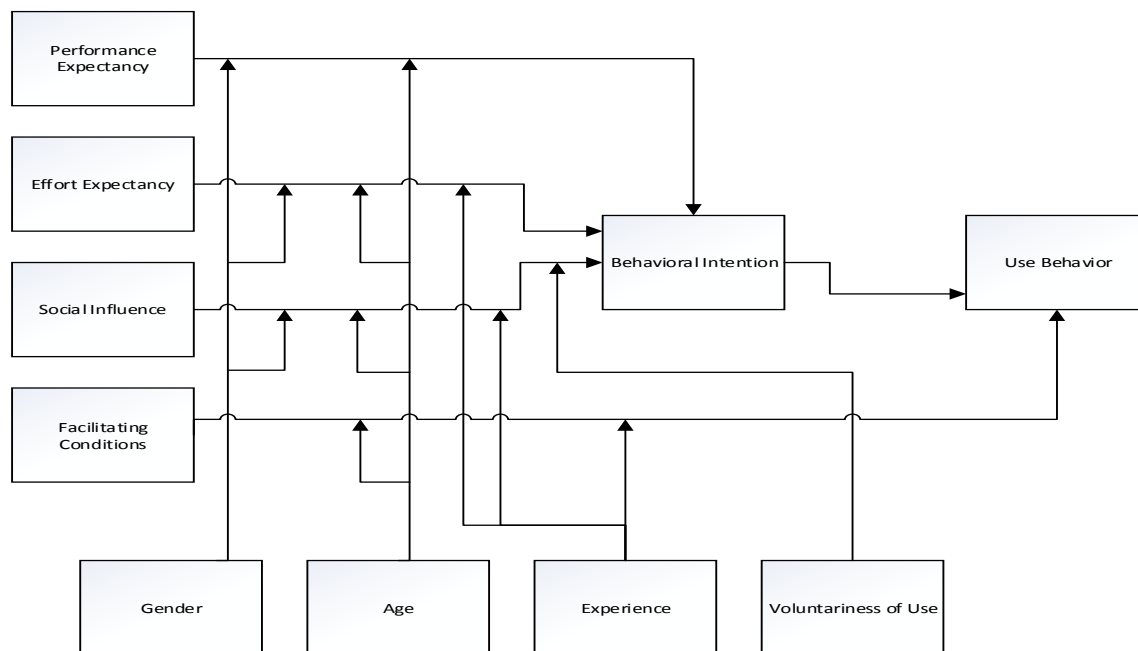 Performance
Expectancy
Effort Expectancy
Social Influence
Facilitating
Conditions
Behavioral Intention
Use Behavior
Gender
Age
Experience
Voluntariness of Use